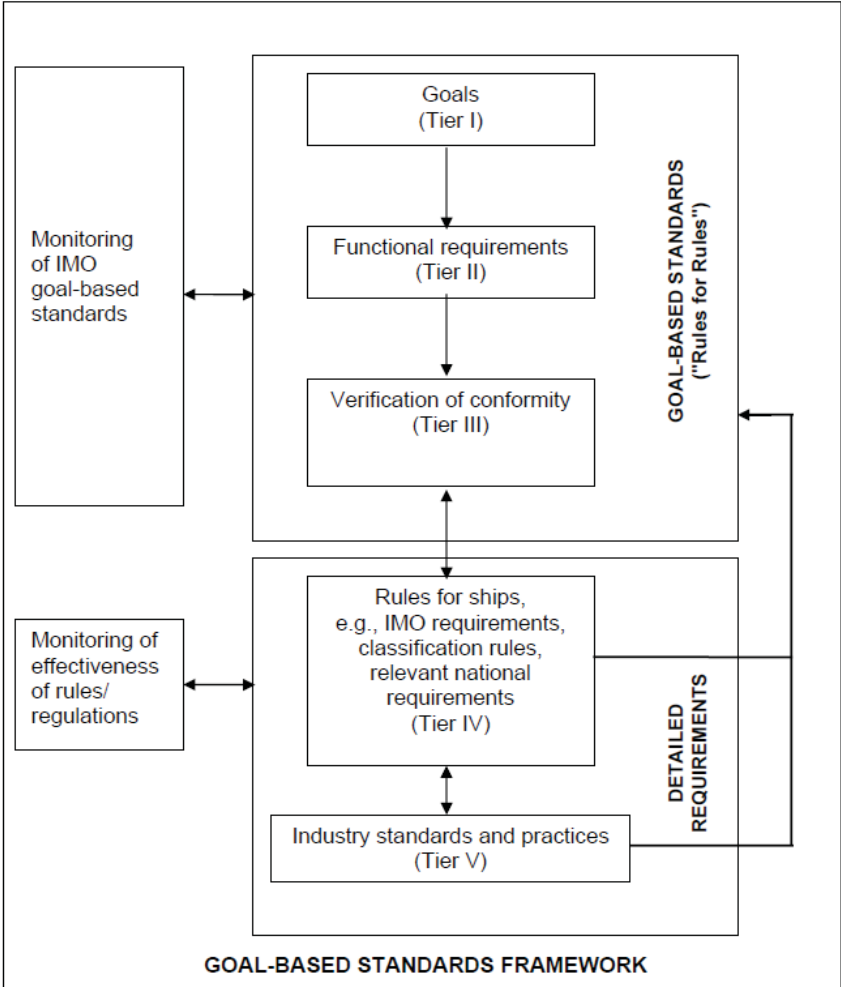 Goals
(Tier I)
Functional requirements
(Tier II)
Verification of conformity
(Tier III)
GOAL-BASED STANDARDS
("Rules for Rules")
Monitoring
of IMO
goal-based
standards
Rules for ships,
e.g., IMO requirements,
classification rules,
relevant national
requirements
(Tier IV)
Industry standards and practices
(Tier V)
DETAILED
REQUIREMENTS
Monitoring of
effectiveness
of rules/
regulations
GOAL-BASED STANDARDS FRAMEWORK